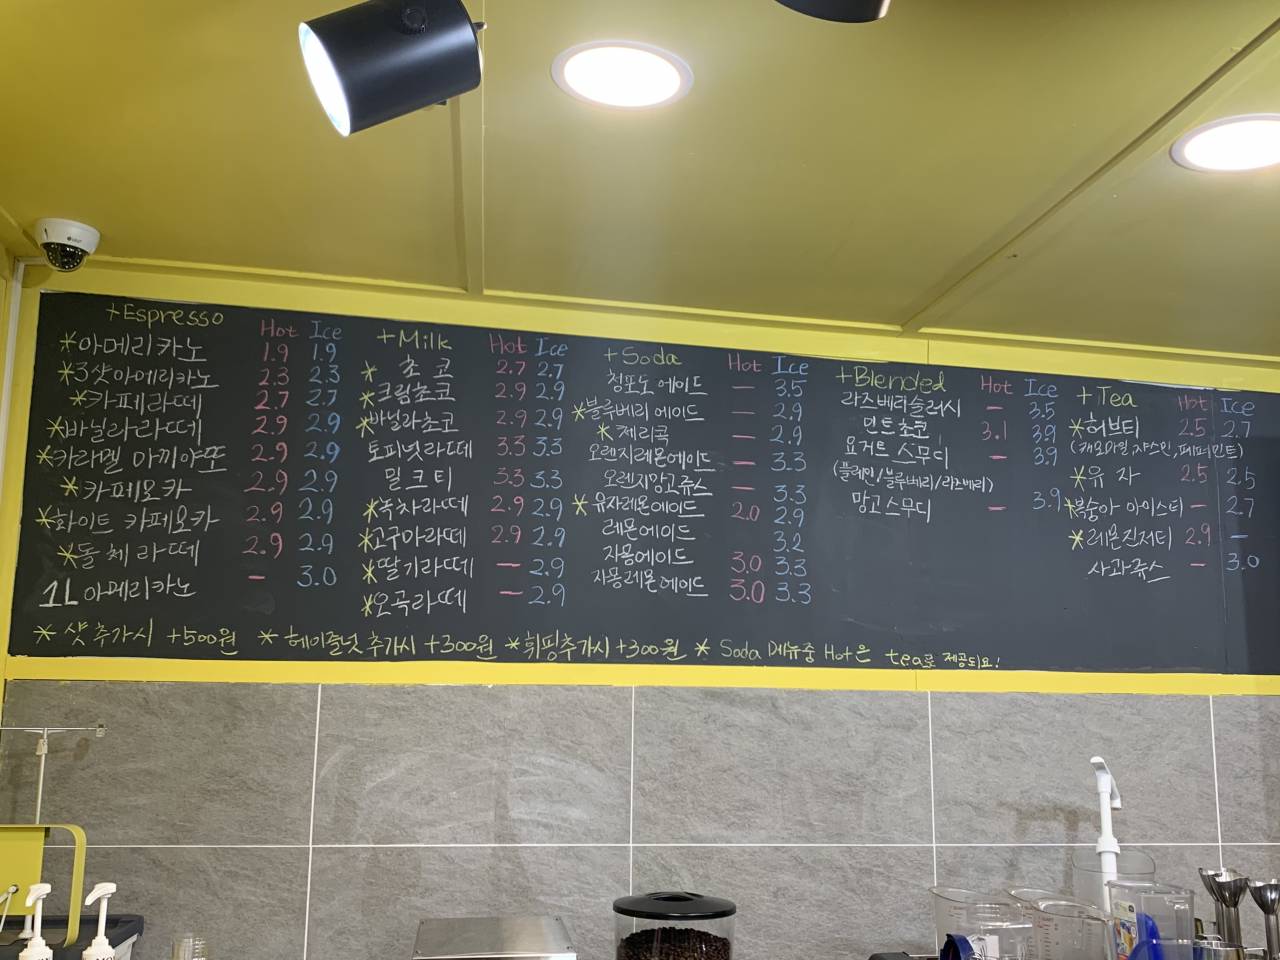 +Espresso
Hot Ice
*아메리카노 1.9 1.9
*3샷아메리카노 2.3 2.3
*카페라떼 2.7 2.7
*바닐라라떼 2.9 2.9
*카라멜 마끼아또 2.9 2.9
*카페모카 2.9 2.9
*화이트 카페모카 2.9 2.9
*돌체라떼 2.9 2.9
1L 아메리카노 - 3.0
+Milk
Hot Ice
* 초코 2.7 2.7
*크림초코 2.9 2.9
*바닐라초코 2.9 2.9
토피넛라떼 3.3 3.3
밀크티 3.3 3.3
*녹차라떼 2.9 2.9
*고구마라떼 2.9 2.9
*딸기라떼 - 2.9
*오곡라떼 - 2.9
+Soda
Hot Ice
청포도에이드 - 3.5
*블루베리 에이드 - 2.9
*체리콕 - 2.9
오렌지레몬에이드 - 3.3
오렌지망고쥬스 - 3.3
*유자레몬에이드 2.0 2.9
레몬에이드 3.2
자몽에이드 3.0 3.3
자몽레몬에이드 3.0 3.3
+Blended
Hot Ice
라즈베리슬러시 - 3.5
민트초코 3.1 3.9
요거트 스무디 - 3.9
(플레인/블루베리/라즈베리)
망고스무디 - 3.9
+Tea
Hot Ice
*허브티 2.5 2.7
(캐모마일, 쟈스민, 페퍼민트)
*유자 2.5 2.5
*복숭아 아이스티 - 2.7
*레몬진저티 2.9 -
사과쥬스 - 3.0
* 샷추가시 +500원 * 헤이즐넛 추가시 +300원 *휘핑추가시 +300원 * Soda 메뉴중 Hot은 tea로 제공되요!